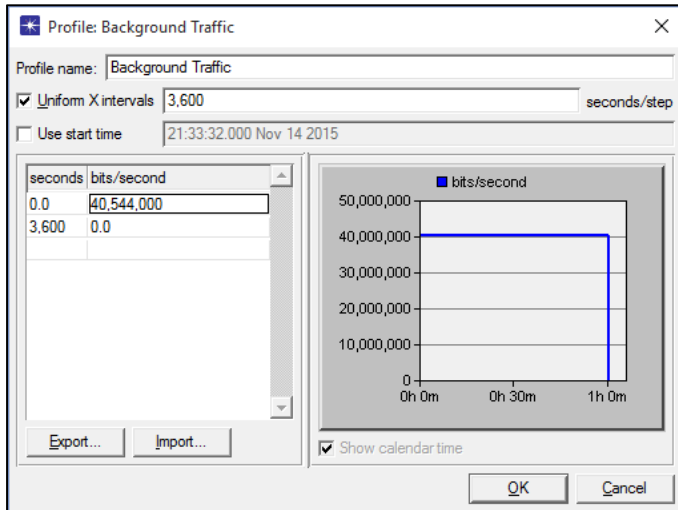 Profile: Background Traffic
Profile name: Background Traffic
Uniform X intervals 3,600 seconds/step
Use start time 21:33:32.000 Nov 14 2015
seconds bits/second
0.0 40,544,000
3,600 0.0
bits/second
50,000,000
40,000,000
30,000,000
20,000,000
10,000,000
0
0h 0m 0h 30m 1h 0m
Export... Import...
Show calendar time
OK Cancel